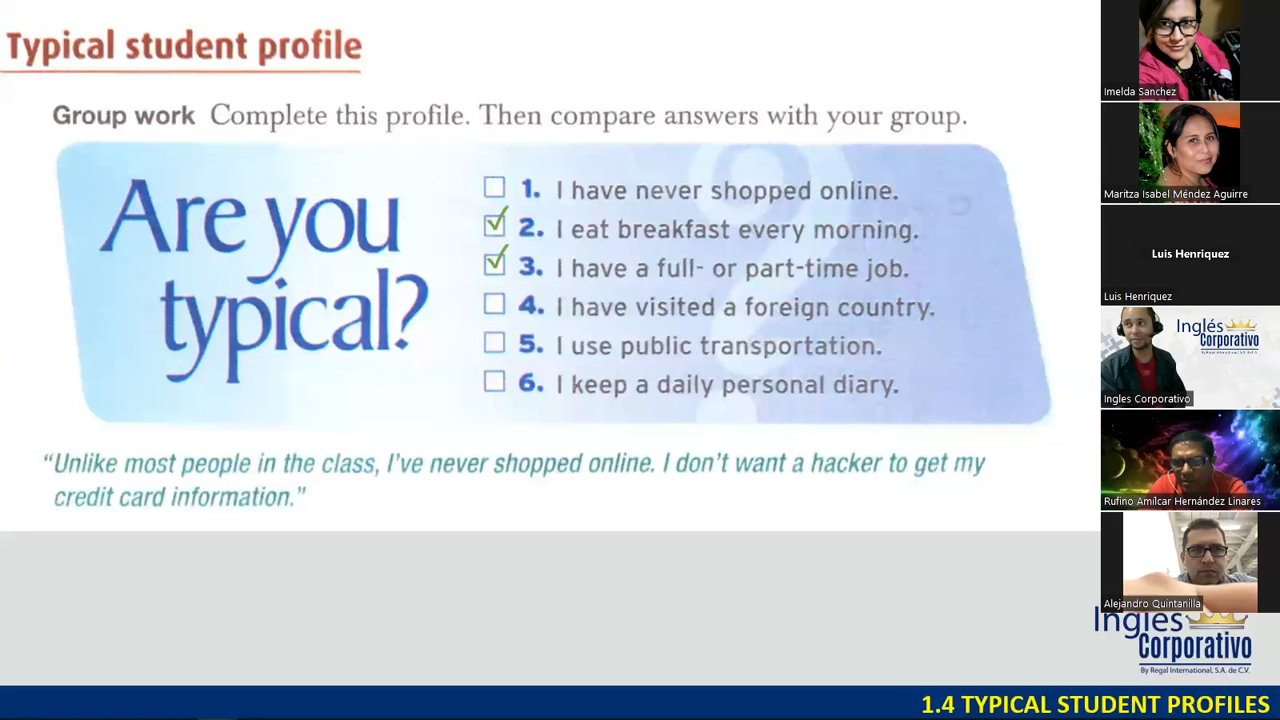 Typical student profile
Group work Complete this profile. Then compare answers with your group.
Are you
typical?
1. I have never shopped online.
2. I eat breakfast every morning.
3. I have a full- or part-time job.
4. I have visited a foreign country.
5. I use public transportation.
6. I keep a daily personal diary.
"Unlike most people in the class, I've never shopped online. I don't want a hacker to get my
credit card information."
Imelda Sanchez
Maritza Isabel Méndez Aguirre
Luis Henriquez
Luis Henriquez
Inglés
Corporativo
By Regal International, S.A. de C.V.
Ingles Corporativo
Rufino Amílcar Hernández Linares
Alejandro Quintanilla
Inglés
Corporativo
By Regal International, S.A. de C.V.
1.4 TYPICAL STUDENT PROFILES